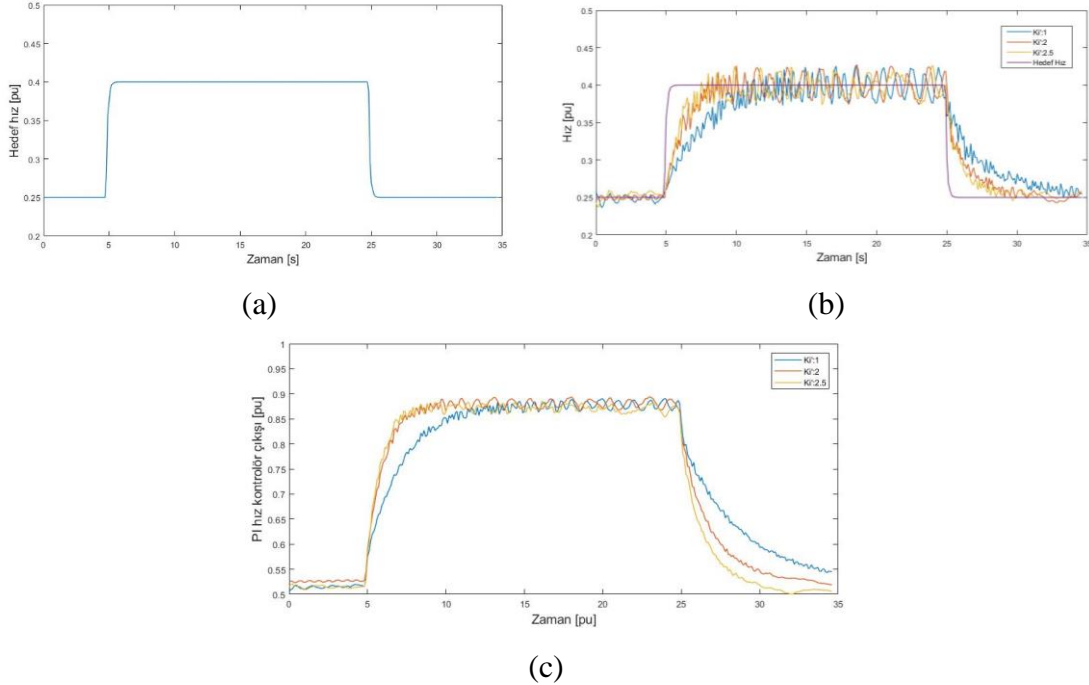 0.5
0.45
0.4
0.35
0.3
0.25
0.2
Hedef hız [pu]
0 5 10 15 20 25 30 35
Zaman [s]
(a)
0.5
0.45
0.4
0.35
0.3
0.25
0.2
Hız [pu]
Ki':1
Ki':2
Ki':2.5
Hedef Hız
0 5 10 15 20 25 30 35
Zaman [s]
(b)
1
0.95
0.9
0.85
0.8
0.75
0.7
0.65
0.6
0.55
0.5
PI hız kontrolör çıkışı [pu]
Ki':1
Ki':2
Ki':2.5
0 5 10 15 20 25 30 35
Zaman [pu]
(c)